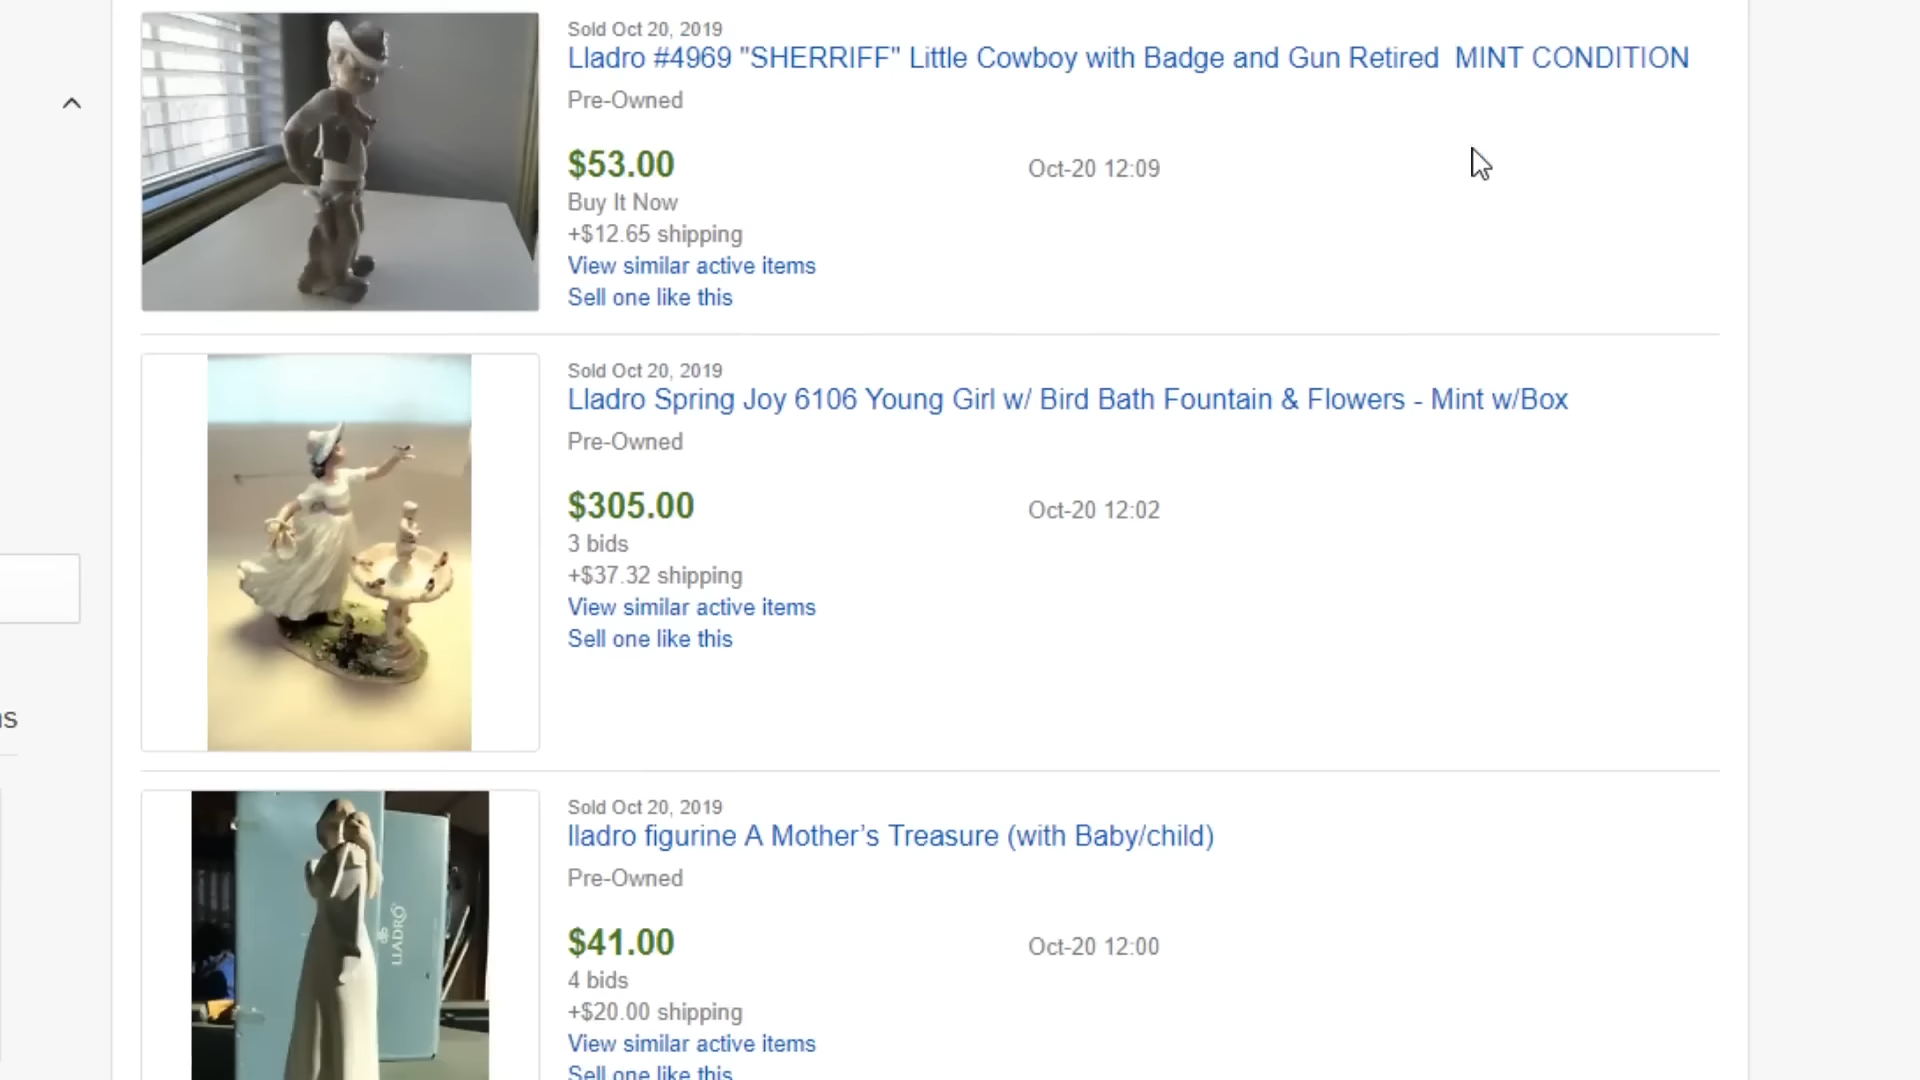 Sold Oct 20, 2019
Lladro #4969 "SHERRIFF" Little Cowboy with Badge and Gun Retired MINT CONDITION
Pre-Owned
$53.00
Oct-20 12:09
Buy It Now
+$12.65 shipping
View similar active items
Sell one like this
Sold Oct 20, 2019
Lladro Spring Joy 6106 Young Girl w/ Bird Bath Fountain & Flowers - Mint w/Box
Pre-Owned
$305.00
Oct-20 12:02
3 bids
+$37.32 shipping
View similar active items
Sell one like this
Sold Oct 20, 2019
lladro figurine A Mother's Treasure (with Baby/child)
Pre-Owned
LLADRÓ
$41.00
Oct-20 12:00
4 bids
+$20.00 shipping
View similar active items
Sell one like this